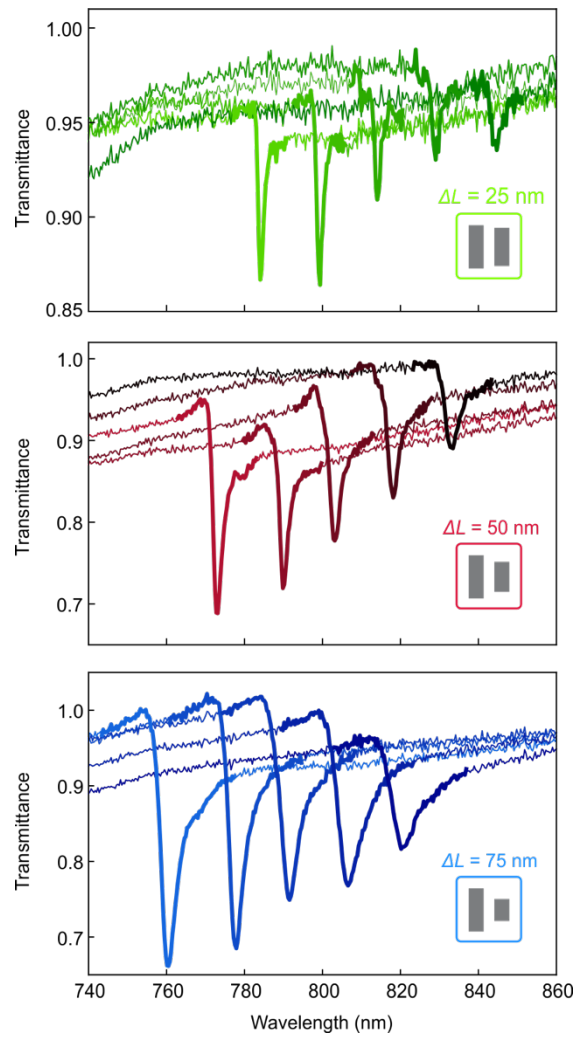 1.00
0.95
0.90
0.85
Transmittance
ΔL = 25 nm
1.0
0.9
0.8
0.7
Transmittance
ΔL = 50 nm
1.0
0.9
0.8
0.7
Transmittance
ΔL = 75 nm
740 760 780 800 820 840 860
Wavelength (nm)